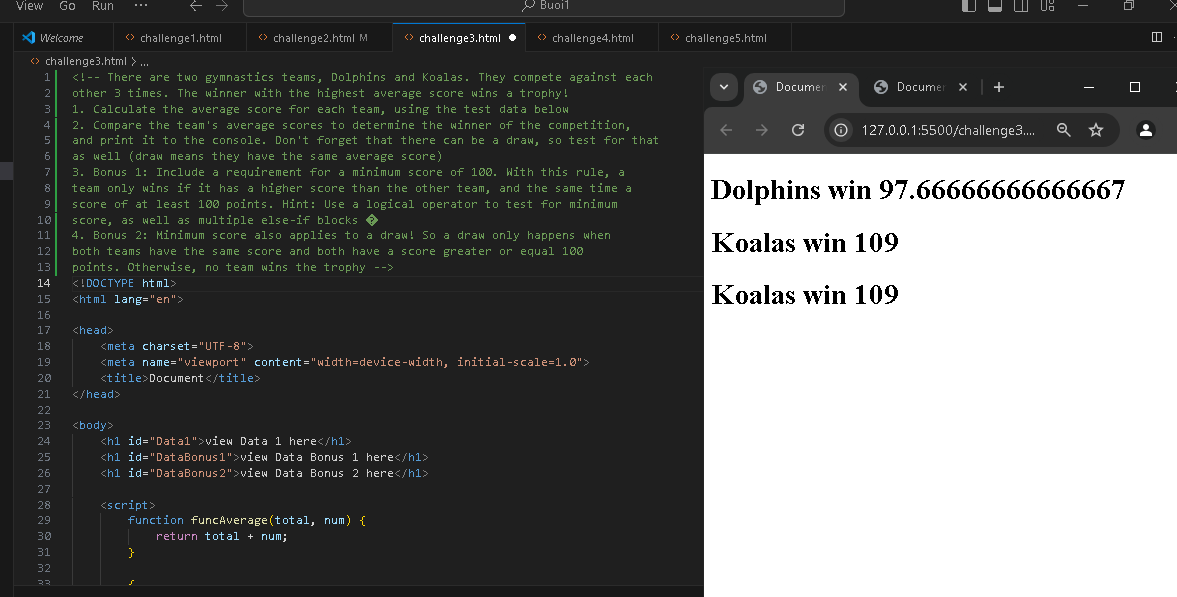 View Go Run ··· Buoi1
Welcome challenge1.html challenge2.html M challenge3.html challenge4.html challenge5.html
challenge3.html > ...
1 <!-- There are two gymnastics teams, Dolphins and Koalas. They compete against each
2 other 3 times. The winner with the highest average score wins a trophy!
3 1. Calculate the average score for each team, using the test data below
4 2. Compare the team's average scores to determine the winner of the competition,
5 and print it to the console. Don't forget that there can be a draw, so test for that
6 as well (draw means they have the same average score)
7 3. Bonus 1: Include a requirement for a minimum score of 100. With this rule, a
8 team only wins if it has a higher score than the other team, and the same time a
9 score of at least 100 points. Hint: Use a logical operator to test for minimum
10 score, as well as multiple else-if blocks �
11 4. Bonus 2: Minimum score also applies to a draw! So a draw only happens when
12 both teams have the same score and both have a score greater or equal 100
13 points. Otherwise, no team wins the trophy -->
14 <!DOCTYPE html>
15 <html lang="en">
16
17 <head>
18 <meta charset="UTF-8">
19 <meta name="viewport" content="width=device-width, initial-scale=1.0">
20 <title>Document</title>
21 </head>
22
23 <body>
24 <h1 id="Data1">view Data 1 here</h1>
25 <h1 id="DataBonus1">view Data Bonus 1 here</h1>
26 <h1 id="DataBonus2">view Data Bonus 2 here</h1>
27
28 <script>
29 function funcAverage(total, num) {
30 return total + num;
31 }
32
33 {
Documen Documen
127.0.0.1:5500/challenge3....
Dolphins win 97.66666666666667
Koalas win 109
Koalas win 109